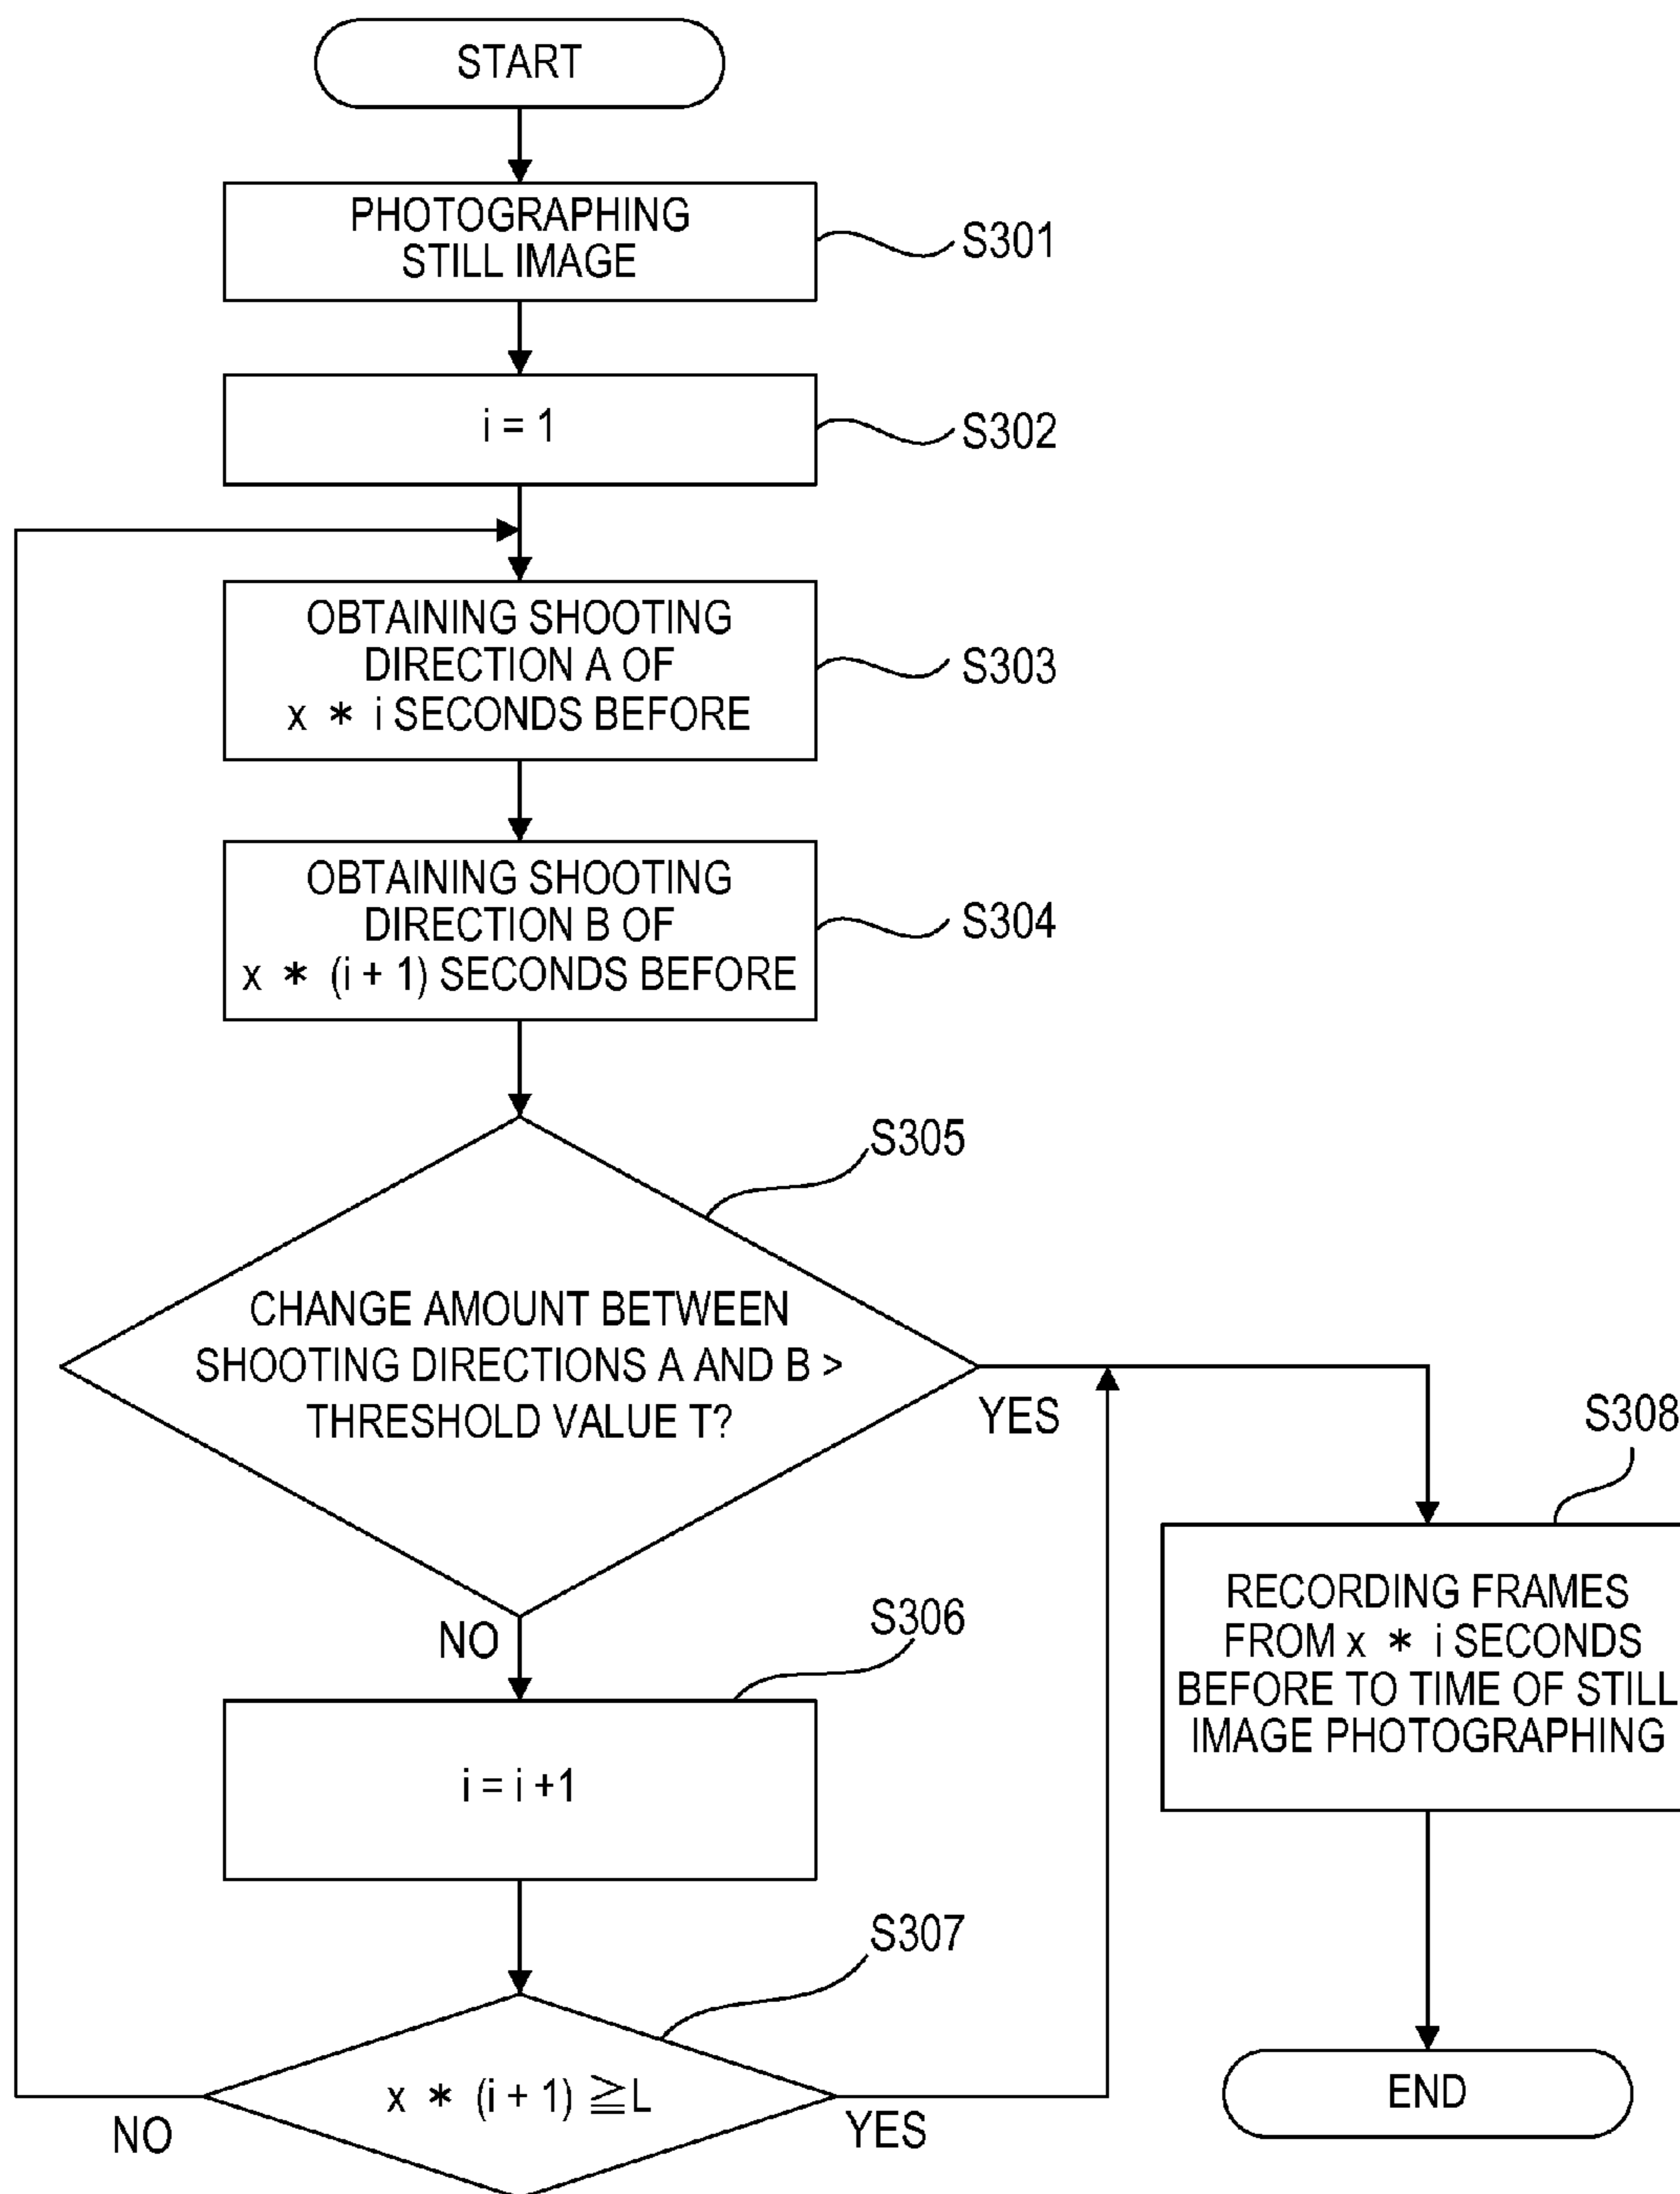 START
PHOTOGRAPHING
STILL IMAGE
S301
i = 1
S302
OBTAINING SHOOTING
DIRECTION A OF
x * i SECONDS BEFORE
S303
OBTAINING SHOOTING
DIRECTION B OF
x * (i + 1) SECONDS BEFORE
S304
S305
CHANGE AMOUNT BETWEEN
SHOOTING DIRECTIONS A AND B >
THRESHOLD VALUE T?
YES
NO
S306
i = i +1
S307
x * (i + 1) ≧L
NO
YES
S308
RECORDING FRAMES
FROM x * i SECONDS
BEFORE TO TIME OF STILL
IMAGE PHOTOGRAPHING
END